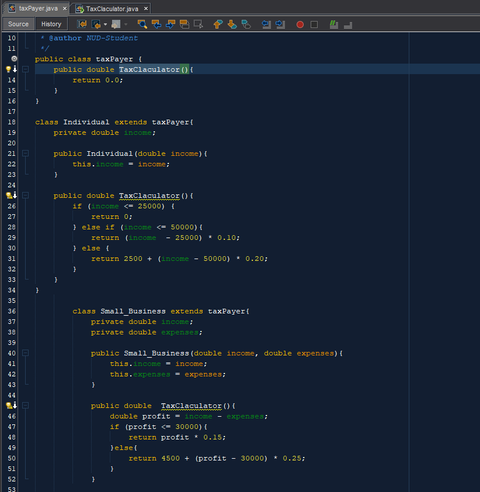 taxPayer.java x TaxClaculator.java x
Source History
10 * @author NUD-Student
11 */
public class taxPayer {
public double TaxClaculator(){
14 return 0.0;
15 }
16 }
17
18 class Individual extends taxPayer{
19 private double income;
20
21 public Individual(double income){
22 this.income = income;
23 }
24
public double TaxClaculator(){
26 if (income <= 25000) {
27 return 0;
28 } else if (income <= 50000){
29 return (income - 25000) * 0.10;
30 } else {
31 return 2500 + (income - 50000) * 0.20;
32 }
33 }
34 }
35
36 class Small_Business extends taxPayer{
37 private double income;
38 private double expenses;
39
40 public Small_Business(double income, double expenses){
41 this.income = income;
42 this.expenses = expenses;
43 }
44
public double TaxClaculator(){
46 double profit = income - expenses;
47 if (profit <= 30000){
48 return profit * 0.15;
49 }else{
50 return 4500 + (profit - 30000) * 0.25;
51 }
52 }
53